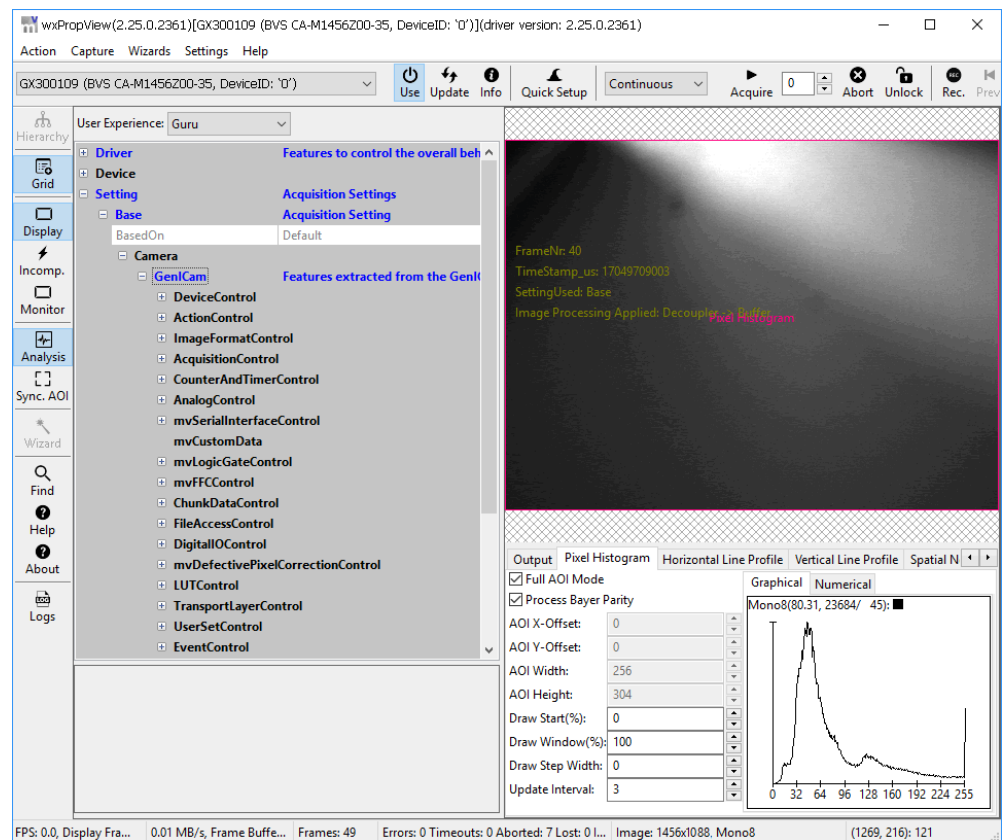 wxPropView(2.25.0.2361)[GX300109 (BVS CA-M1456Z00-35, DeviceID: '0')](driver version: 2.25.0.2361)
Action Capture Wizards Settings Help
GX300109 (BVS CA-M1456Z00-35, DeviceID: '0') Use Update Info Quick Setup Continuous Acquire 0 Abort Unlock REC Rec. Prev
Hierarchy
Grid
Display
Incomp.
Monitor
Analysis
Sync. AOI
Wizard
Find
Help
About
LOG
Logs
User Experience: Guru
Driver Features to control the overall beh
Device
Setting Acquisition Settings
Base Acquisition Setting
BasedOn Default
Camera
GenICam Features extracted from the GenI
DeviceControl
ActionControl
ImageFormatControl
AcquisitionControl
CounterAndTimerControl
AnalogControl
mvSerialInterfaceControl
mvCustomData
mvLogicGateControl
mvFFCControl
ChunkDataControl
FileAccessControl
DigitalIOControl
mvDefectivePixelCorrectionControl
LUTControl
TransportLayerControl
UserSetControl
EventControl
FrameNr: 40
TimeStamp_us: 17049709003
SettingUsed: Base
Image Processing Applied: Decoupler -> Buffer
Pixel Histogram
Output Pixel Histogram Horizontal Line Profile Vertical Line Profile Spatial N
Full AOI Mode
Process Bayer Parity
AOI X-Offset: 0
AOI Y-Offset: 0
AOI Width: 256
AOI Height: 304
Draw Start(%): 0
Draw Window(%): 100
Draw Step Width: 0
Update Interval: 3
Graphical Numerical
Mono8(80.31, 23684/ 45):
0 32 64 96 128 160 192 224 255
FPS: 0.0, Display Fra... 0.01 MB/s, Frame Buffe... Frames: 49 Errors: 0 Timeouts: 0 Aborted: 7 Lost: 0 I... Image: 1456x1088, Mono8 (1269, 216): 121